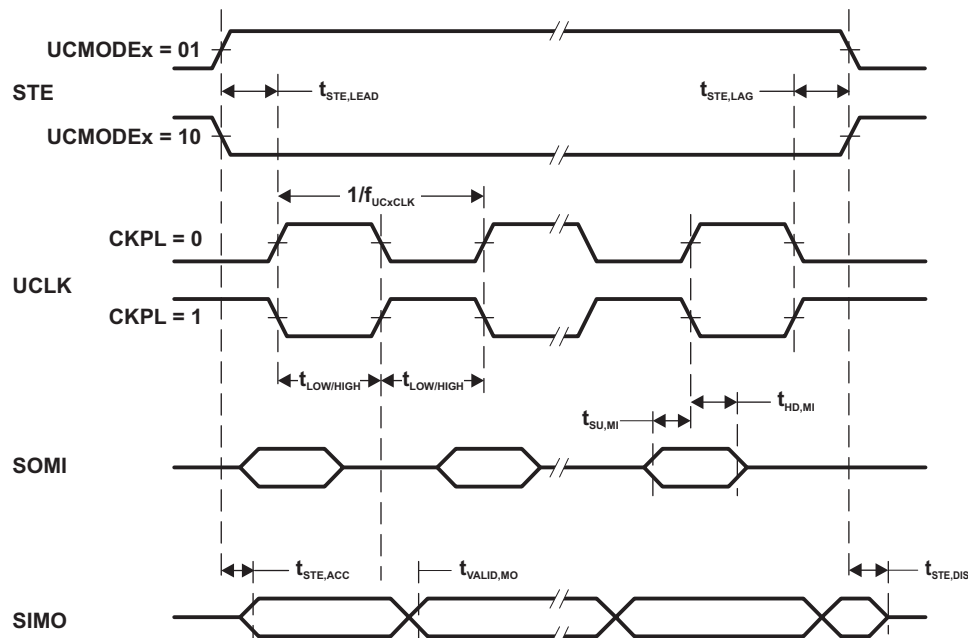 UCMODEx = 01
STE
tSTE,LEAD
tSTE,LAG
UCMODEx = 10
1/fUCxCLK
CKPL = 0
UCLK
CKPL = 1
tLOW/HIGH
tLOW/HIGH
tSU,MI
tHD,MI
SOMI
tSTE,ACC
tVALID,MO
tSTE,DIS
SIMO